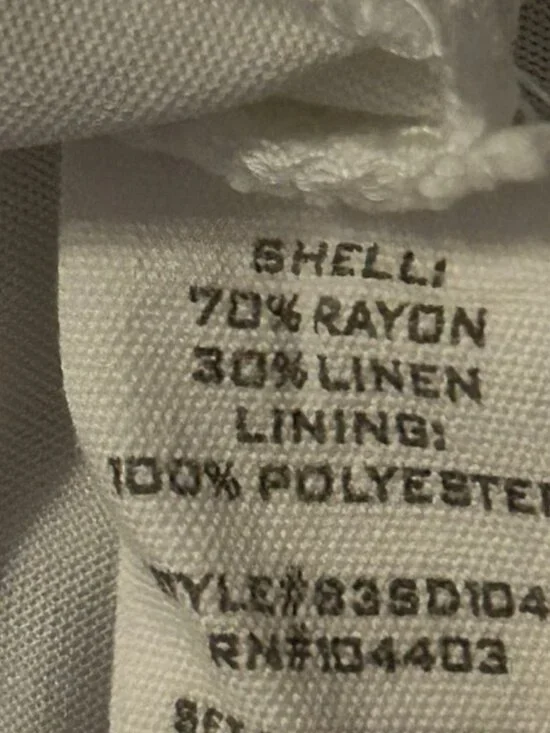 SHELL:
70% RAYON
30% LINEN
LINING:
100% POLYESTE
TYLE#83SD104
RN#104403